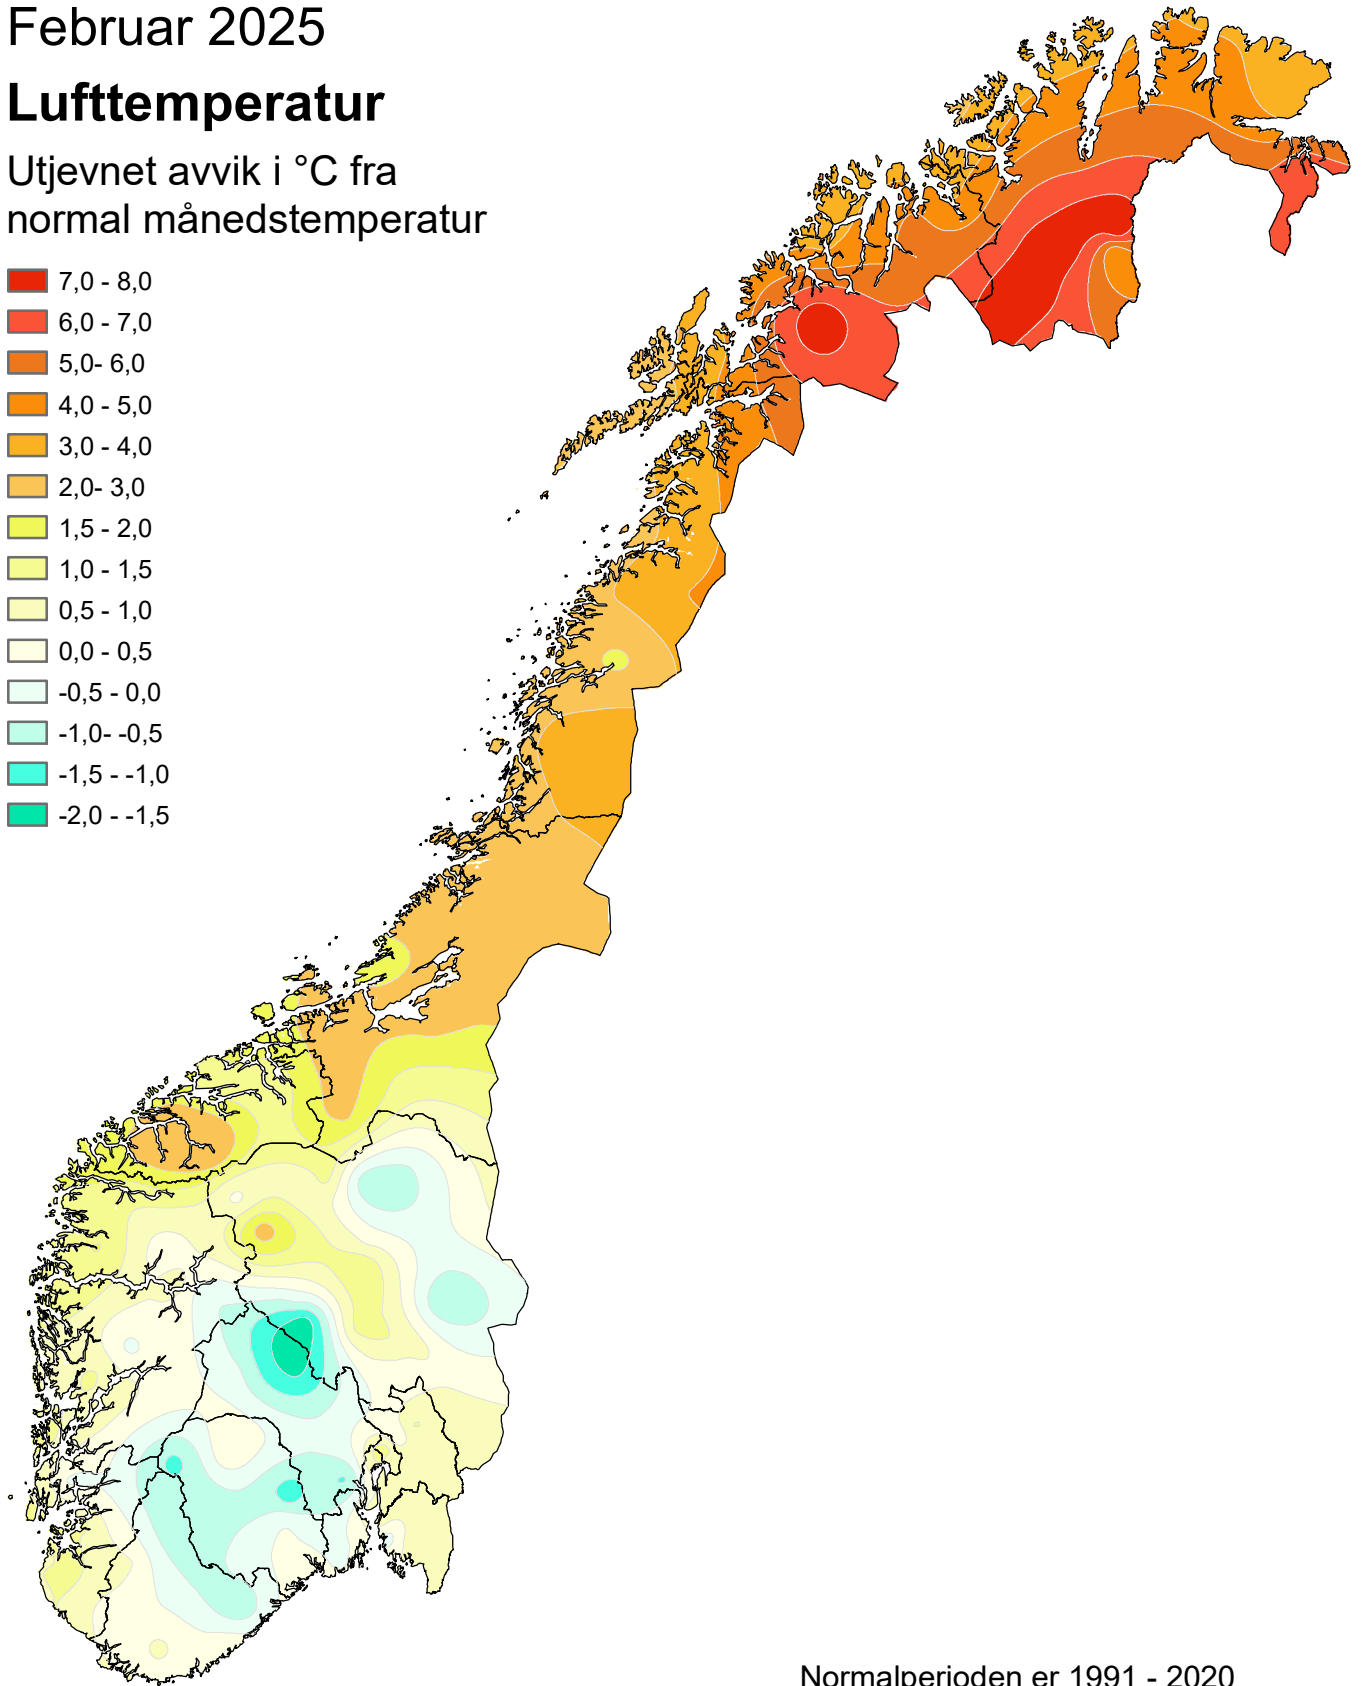 Februar 2025
Lufttemperatur
Utjevnet avvik i °C fra
normal månedstemperatur
7,0 - 8,0
6,0 - 7,0
5,0- 6,0
4,0 - 5,0
3,0 - 4,0
2,0- 3,0
1,5 - 2,0
1,0 - 1,5
0,5 - 1,0
0,0 - 0,5
-0,5 - 0,0
-1,0- -0,5
-1,5 - -1,0
-2,0 - -1,5
Normalperioden er 1991 - 2020